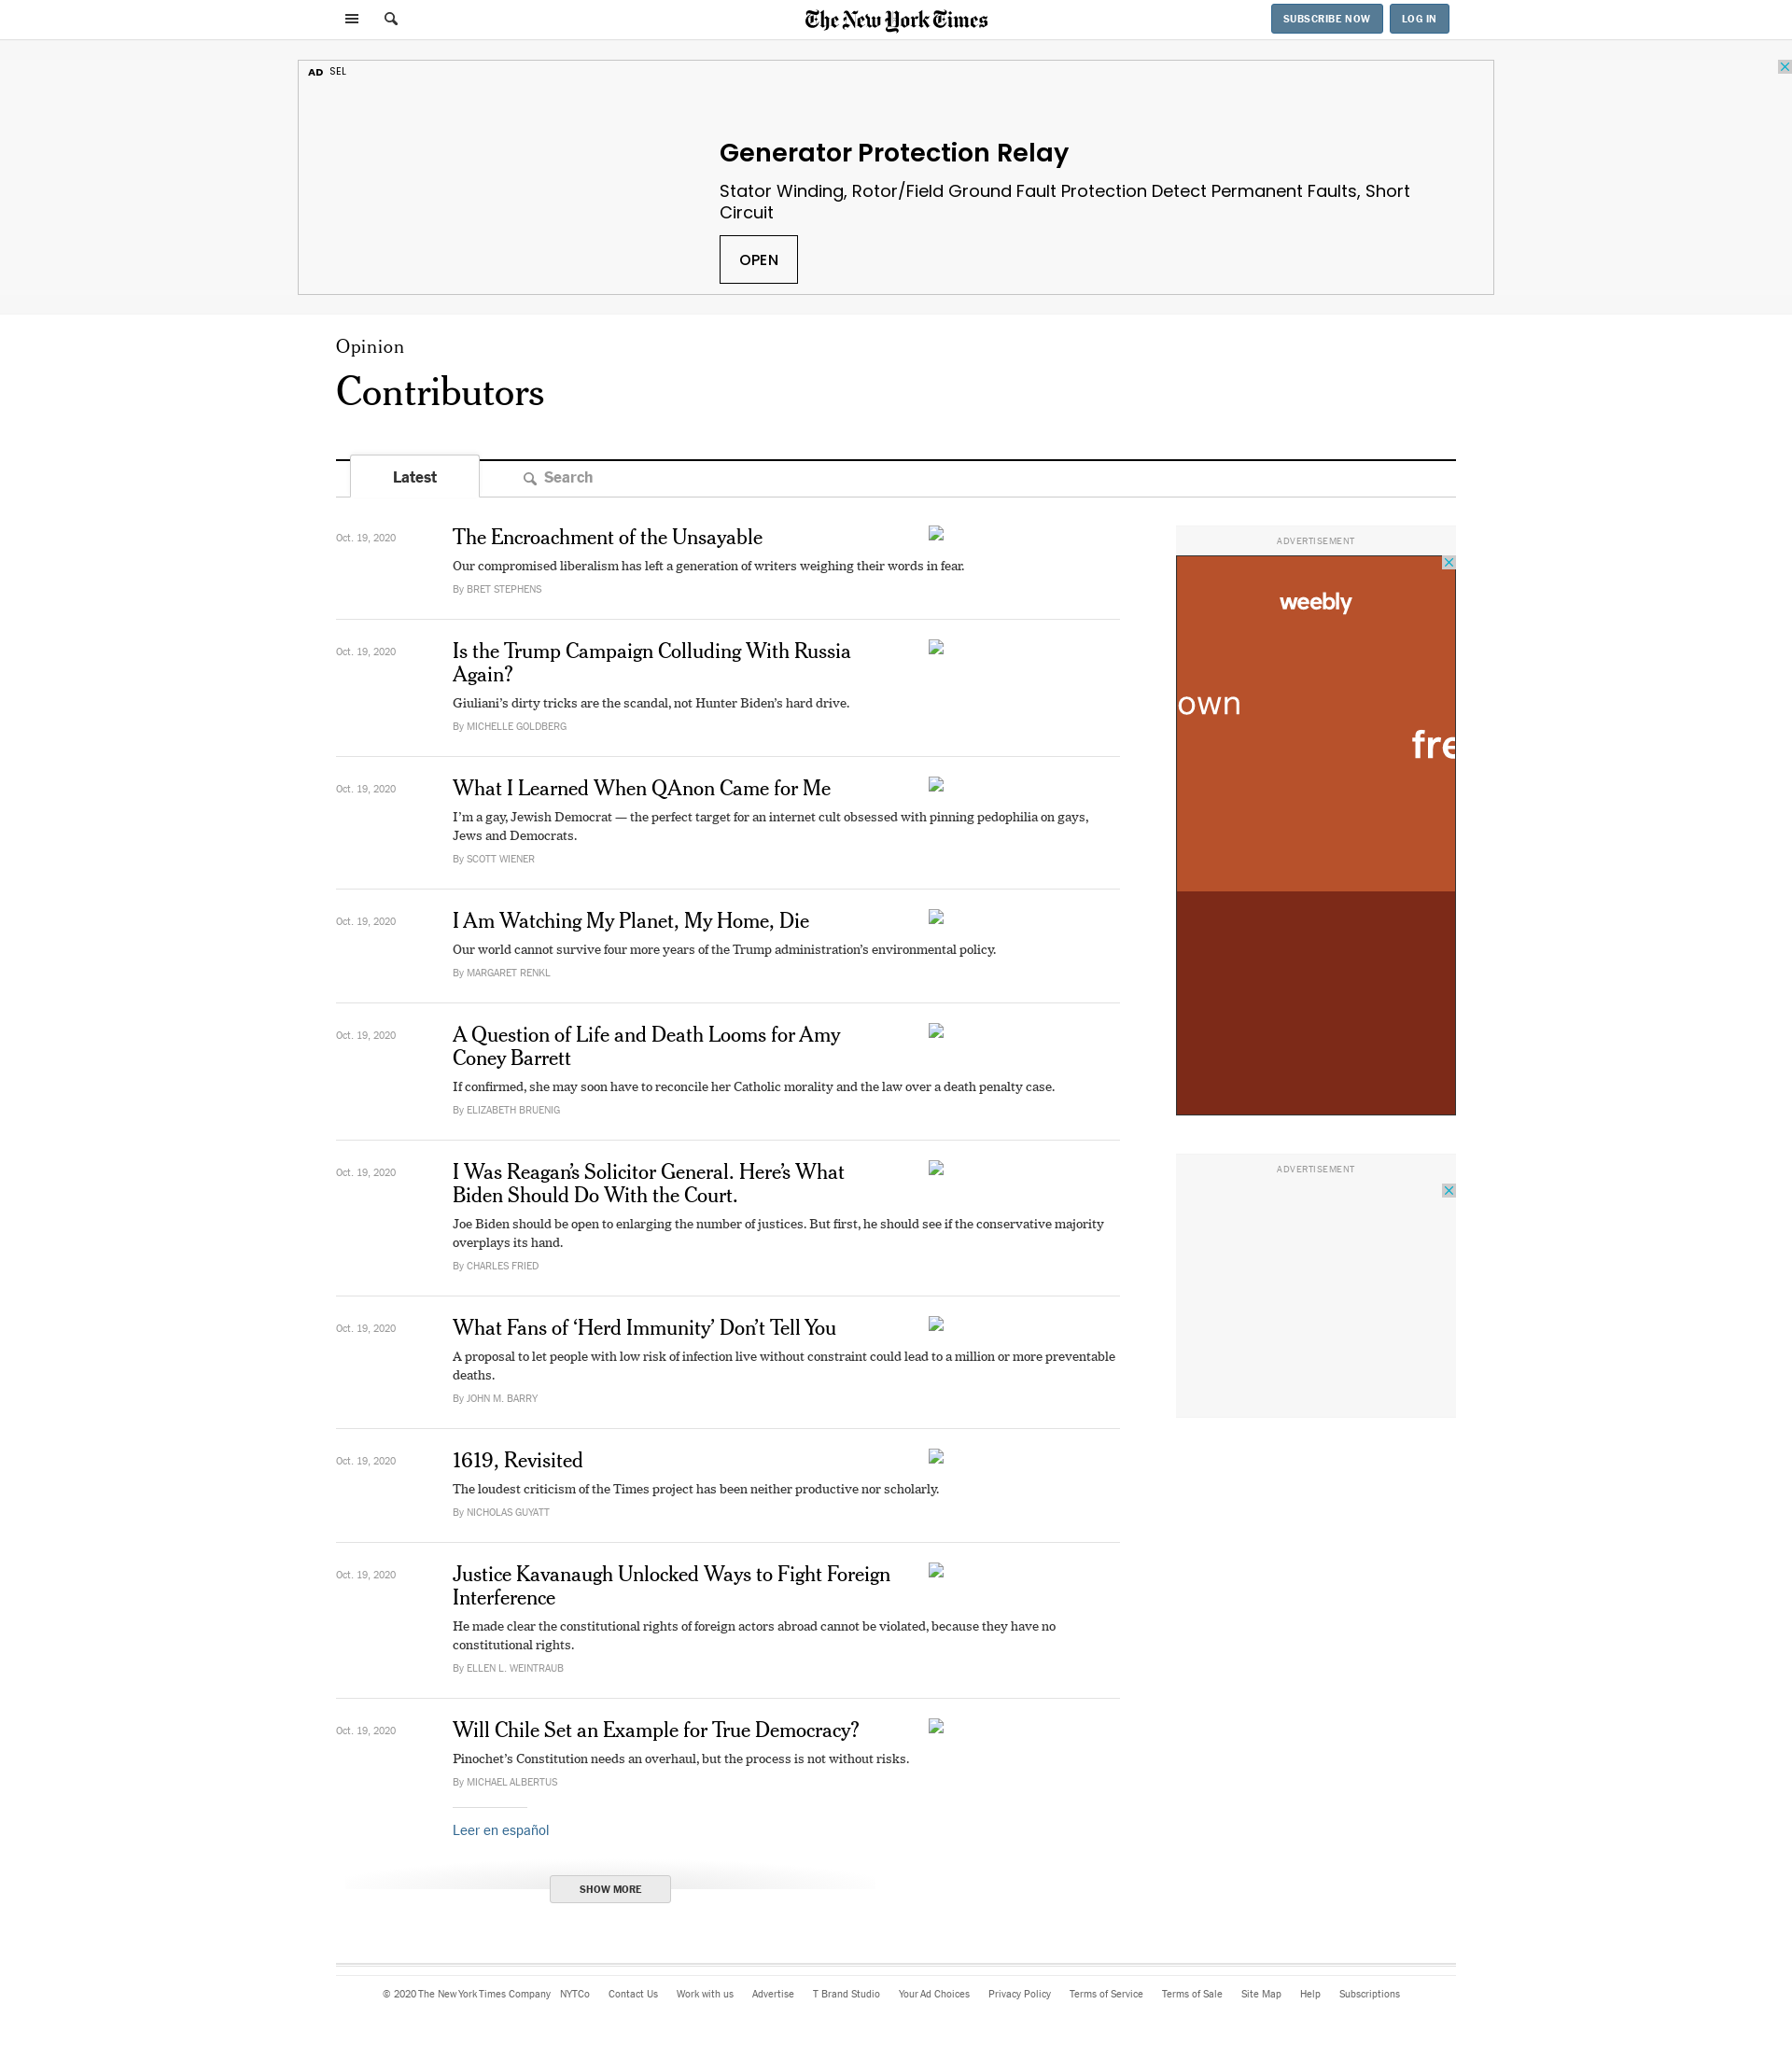 The New York Times
SUBSCRIBE NOW
LOG IN
AD SEL
Generator Protection Relay
Stator Winding, Rotor/Field Ground Fault Protection Detect Permanent Faults, Short
Circuit
OPEN
Opinion
Contributors
Latest
Search
Oct. 19, 2020
The Encroachment of the Unsayable
Our compromised liberalism has left a generation of writers weighing their words in fear.
By BRET STEPHENS
Oct. 19, 2020
Is the Trump Campaign Colluding With Russia
Again?
Giuliani’s dirty tricks are the scandal, not Hunter Biden’s hard drive.
By MICHELLE GOLDBERG
Oct. 19, 2020
What I Learned When QAnon Came for Me
I’m a gay, Jewish Democrat — the perfect target for an internet cult obsessed with pinning pedophilia on gays,
Jews and Democrats.
By SCOTT WIENER
Oct. 19, 2020
I Am Watching My Planet, My Home, Die
Our world cannot survive four more years of the Trump administration’s environmental policy.
By MARGARET RENKL
Oct. 19, 2020
A Question of Life and Death Looms for Amy
Coney Barrett
If confirmed, she may soon have to reconcile her Catholic morality and the law over a death penalty case.
By ELIZABETH BRUENIG
Oct. 19, 2020
I Was Reagan’s Solicitor General. Here’s What
Biden Should Do With the Court.
Joe Biden should be open to enlarging the number of justices. But first, he should see if the conservative majority
overplays its hand.
By CHARLES FRIED
Oct. 19, 2020
What Fans of ‘Herd Immunity’ Don’t Tell You
A proposal to let people with low risk of infection live without constraint could lead to a million or more preventable
deaths.
By JOHN M. BARRY
Oct. 19, 2020
1619, Revisited
The loudest criticism of the Times project has been neither productive nor scholarly.
By NICHOLAS GUYATT
Oct. 19, 2020
Justice Kavanaugh Unlocked Ways to Fight Foreign
Interference
He made clear the constitutional rights of foreign actors abroad cannot be violated, because they have no
constitutional rights.
By ELLEN L. WEINTRAUB
Oct. 19, 2020
Will Chile Set an Example for True Democracy?
Pinochet’s Constitution needs an overhaul, but the process is not without risks.
By MICHAEL ALBERTUS
Leer en español
SHOW MORE
ADVERTISEMENT
weebly
own
fre
ADVERTISEMENT
© 2020 The New York Times Company NYTCo Contact Us Work with us Advertise T Brand Studio Your Ad Choices Privacy Policy Terms of Service Terms of Sale Site Map Help Subscriptions